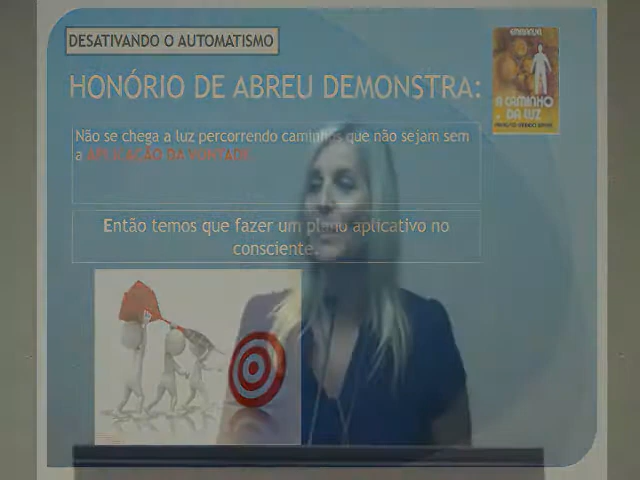 DESATIVANDO O AUTOMATISMO
HONÓRIO DE ABREU DEMONSTRA:
EMMANUEL
A CAMINHO
DA LUZ
Não se chega a luz percorrendo caminhos que não sejam sem
a APLICAÇÃO DA VONTADE
Então temos que fazer um plano aplicativo no
consciente.